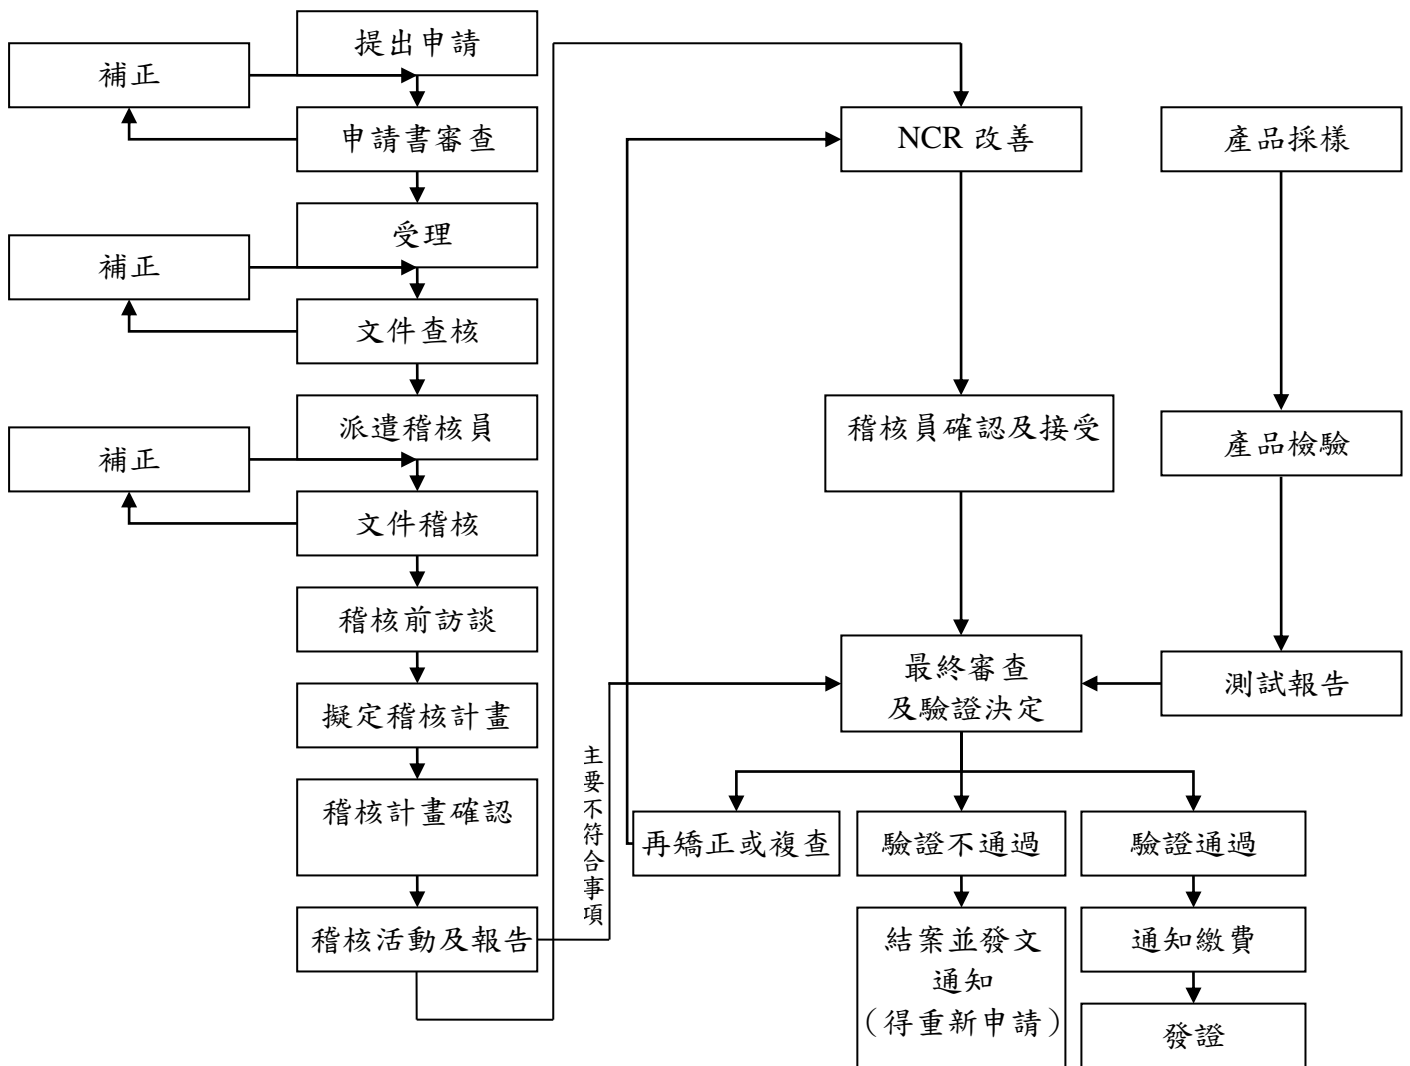 提出申請
補正
申請書審查
受理
補正
文件查核
派遣稽核員
補正
文件稽核
稽核前訪談
擬定稽核計畫
稽核計畫確認
稽核活動及報告
主要不符合事項
NCR 改善
稽核員確認及接受
產品採樣
產品檢驗
測試報告
最終審查
及驗證決定
再矯正或複查
驗證不通過
驗證通過
結案並發文
通知
（得重新申請）
通知繳費
發證